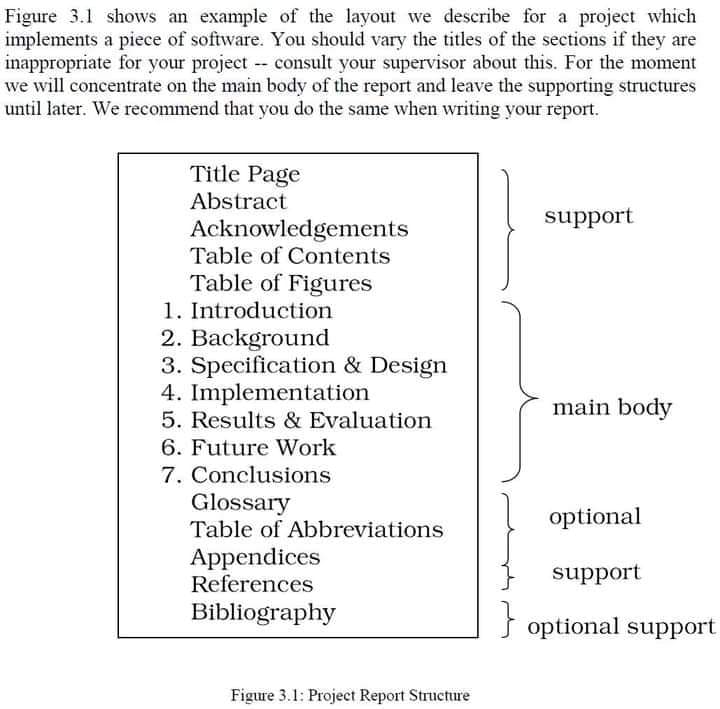 Figure 3.1 shows an example of the layout we describe for a project which
implements a piece of software. You should vary the titles of the sections if they are
inappropriate for your project -- consult your supervisor about this. For the moment
we will concentrate on the main body of the report and leave the supporting structures
until later. We recommend that you do the same when writing your report.
Title Page
Abstract
Acknowledgements
Table of Contents
Table of Figures
support
1. Introduction
2. Background
3. Specification & Design
4. Implementation
5. Results & Evaluation
6. Future Work
7. Conclusions
main body
Glossary
Table of Abbreviations
Appendices
optional
References
support
Bibliography
optional support
Figure 3.1: Project Report Structure